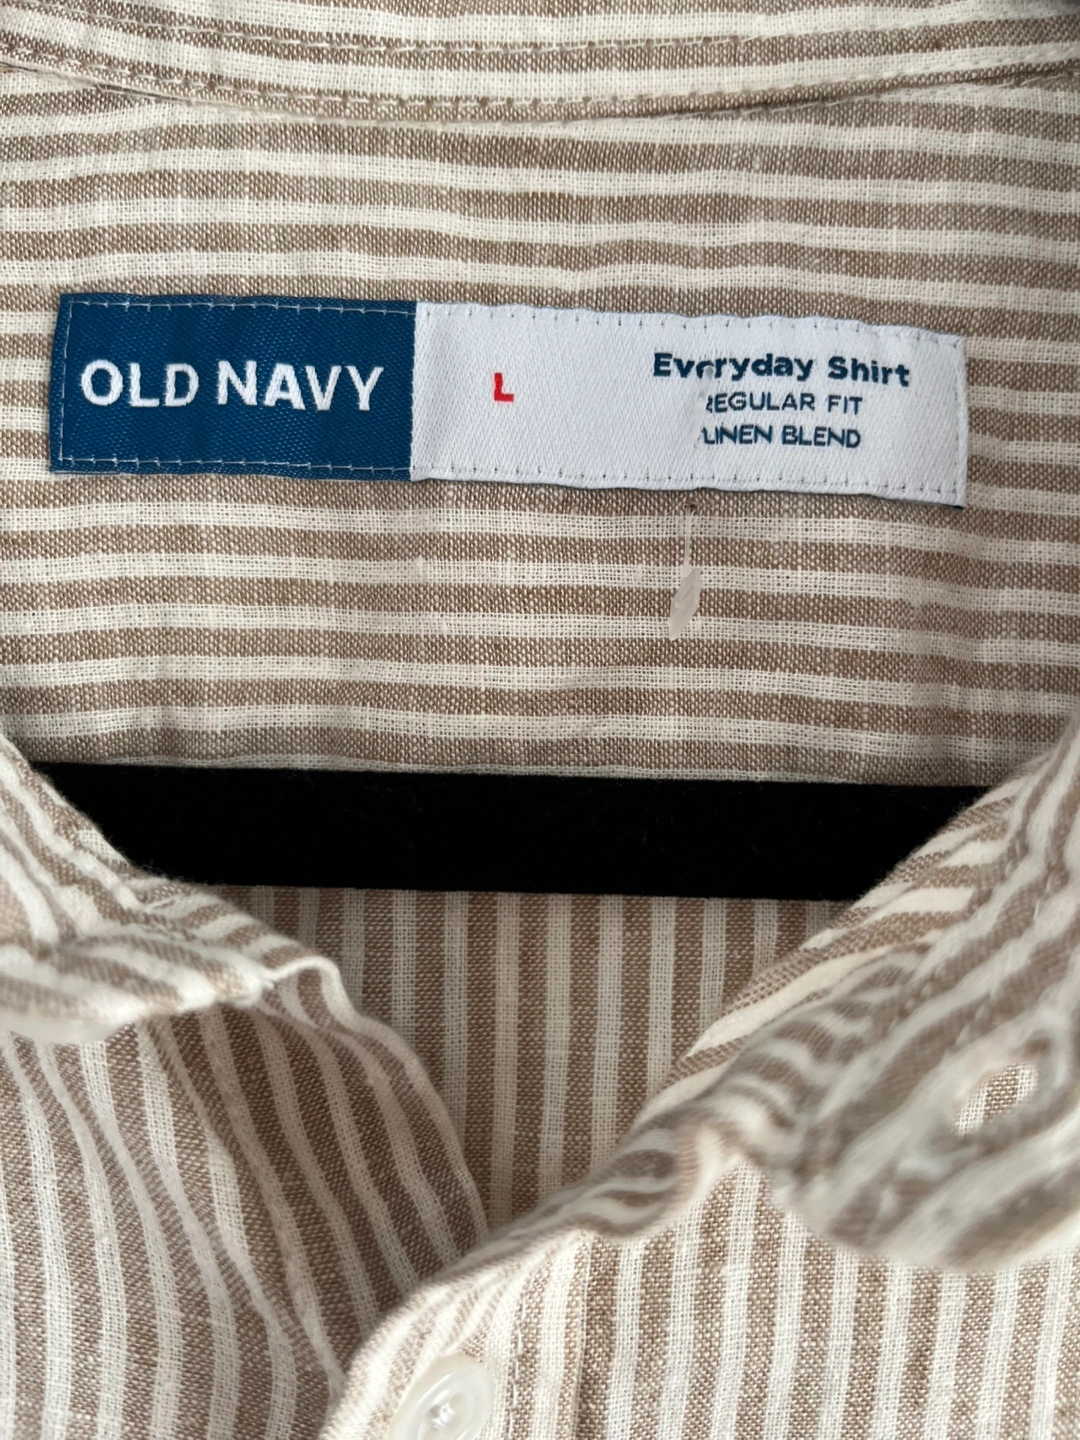 OLD NAVY
L
Everyday Shirt
REGULAR FIT
LINEN BLEND